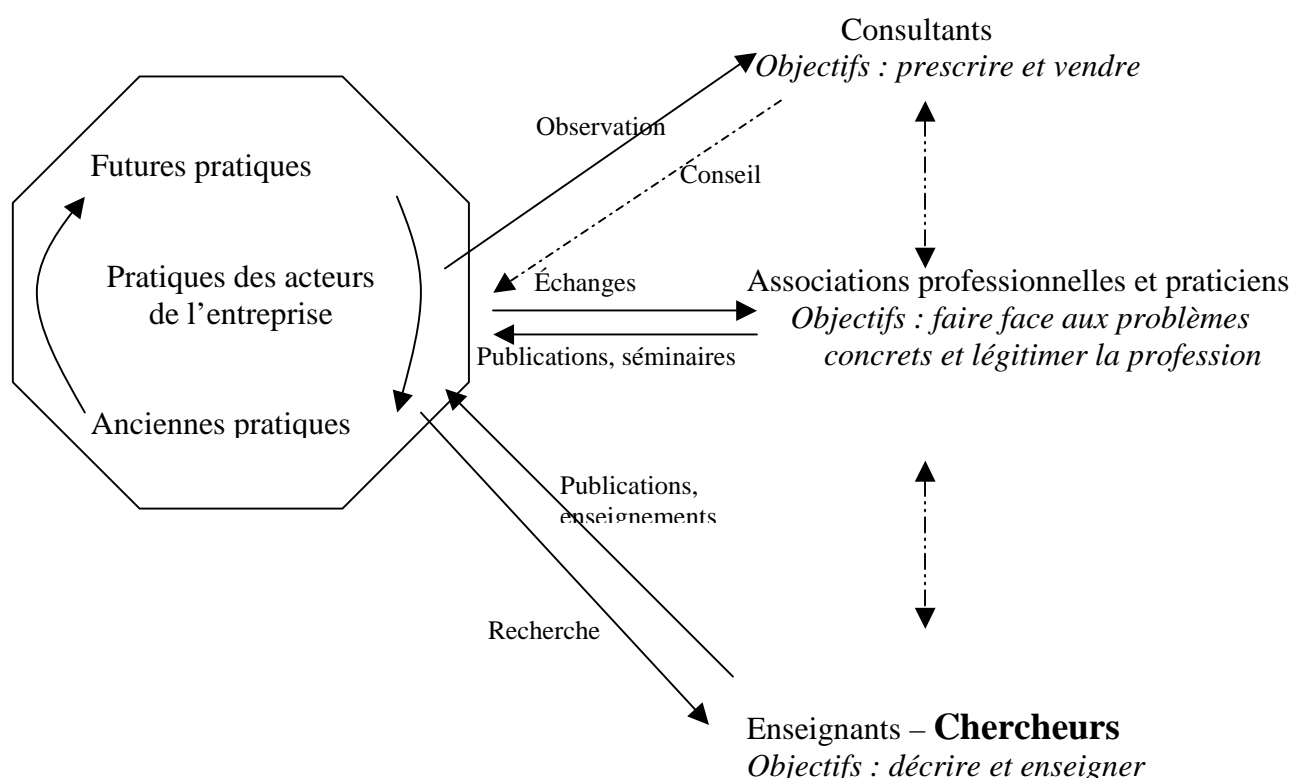 Consultants
Objectifs : prescrire et vendre
Observation
Conseil
Futures pratiques
Pratiques des acteurs
de l’entreprise
Anciennes pratiques
Échanges
Publications, séminaires
Associations professionnelles et praticiens
Objectifs : faire face aux problèmes
concrets et légitimer la profession
Publications,
enseignements
Recherche
Enseignants – Chercheurs
Objectifs : décrire et enseigner